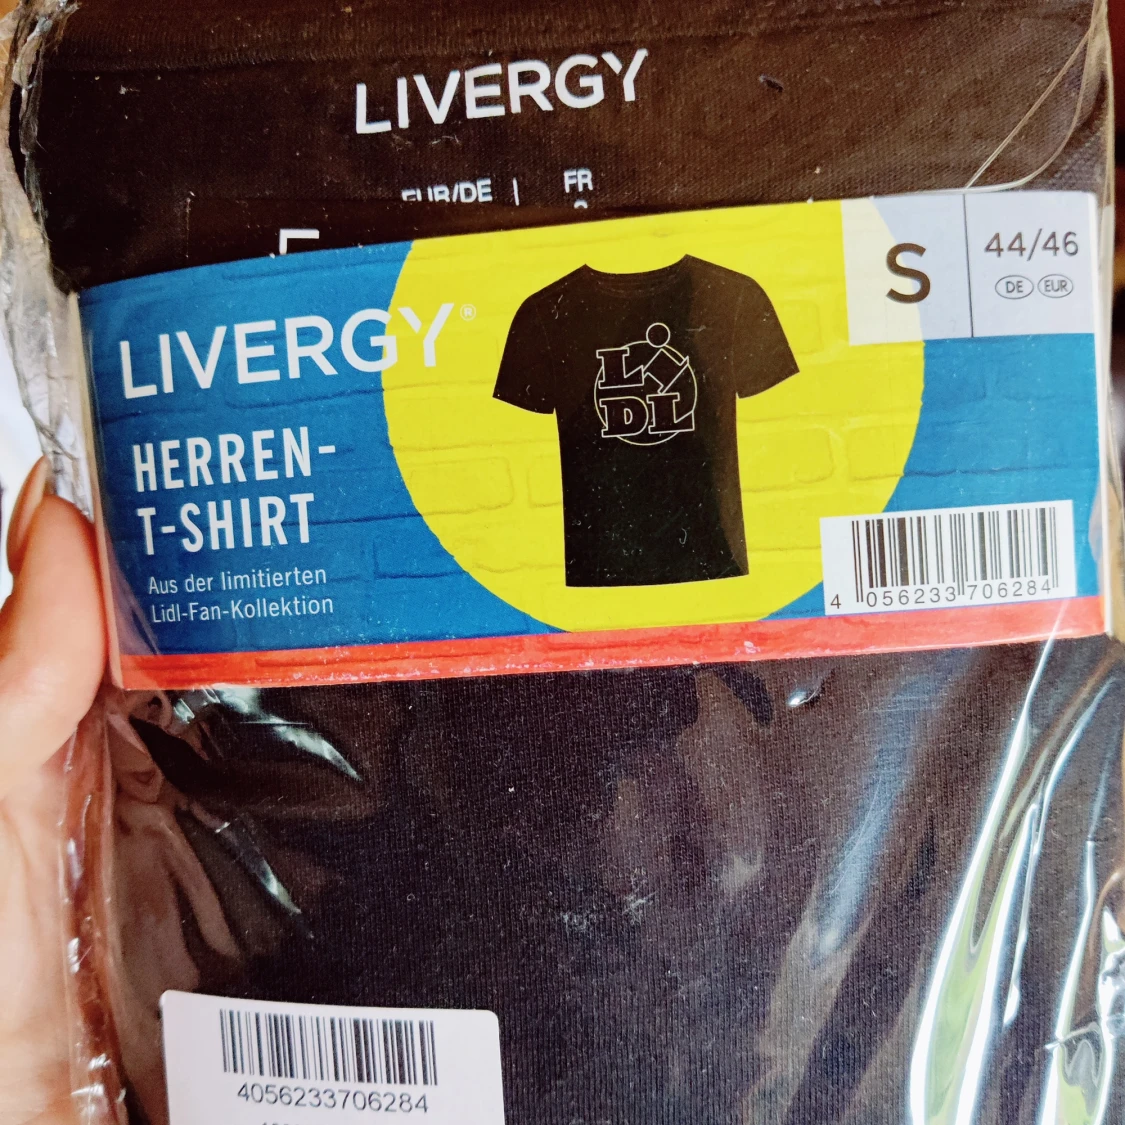 LIVERGY
EUR/DE | FR
LIVERGY®
S
44/46
DE EUR
LIDL
HERREN-
T-SHIRT
Aus der limitierten
Lidl-Fan-Kollektion
4 056233 706284
4056233706284